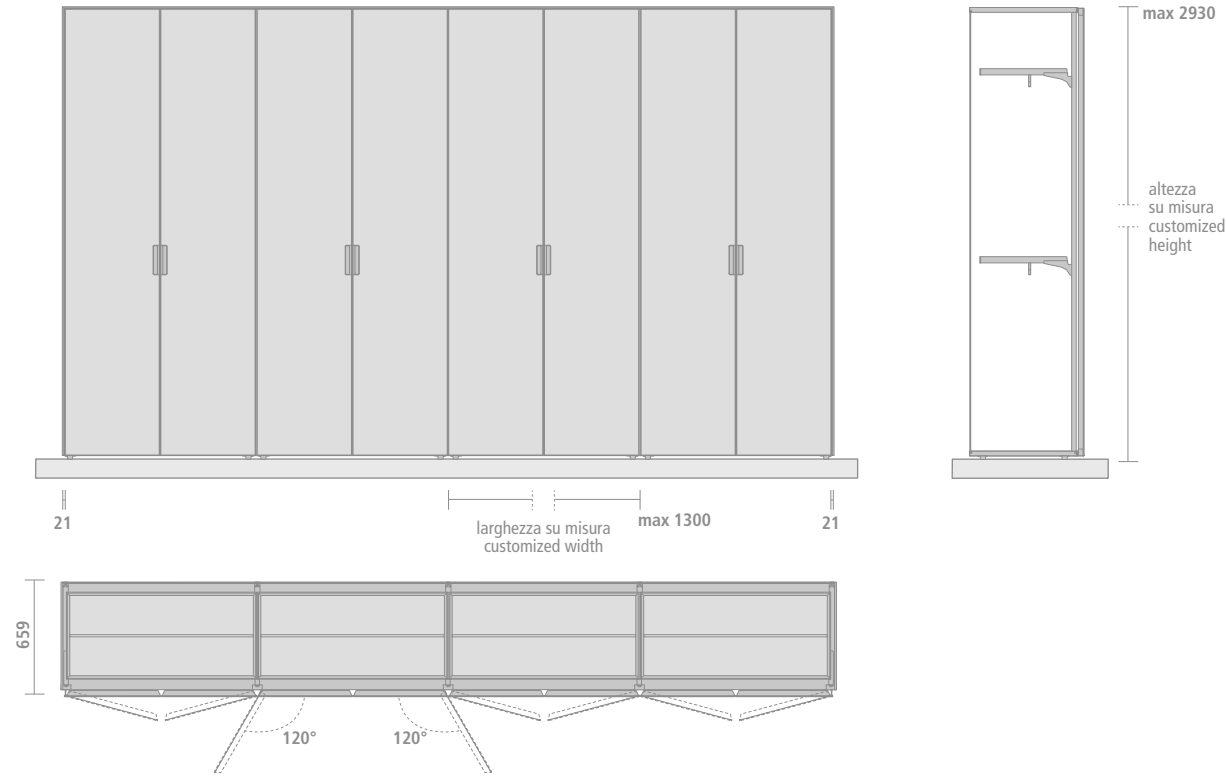 max 2930
altezza
su misura
customized
height
21
larghezza su misura
customized width
max 1300
21
659
120°
120°